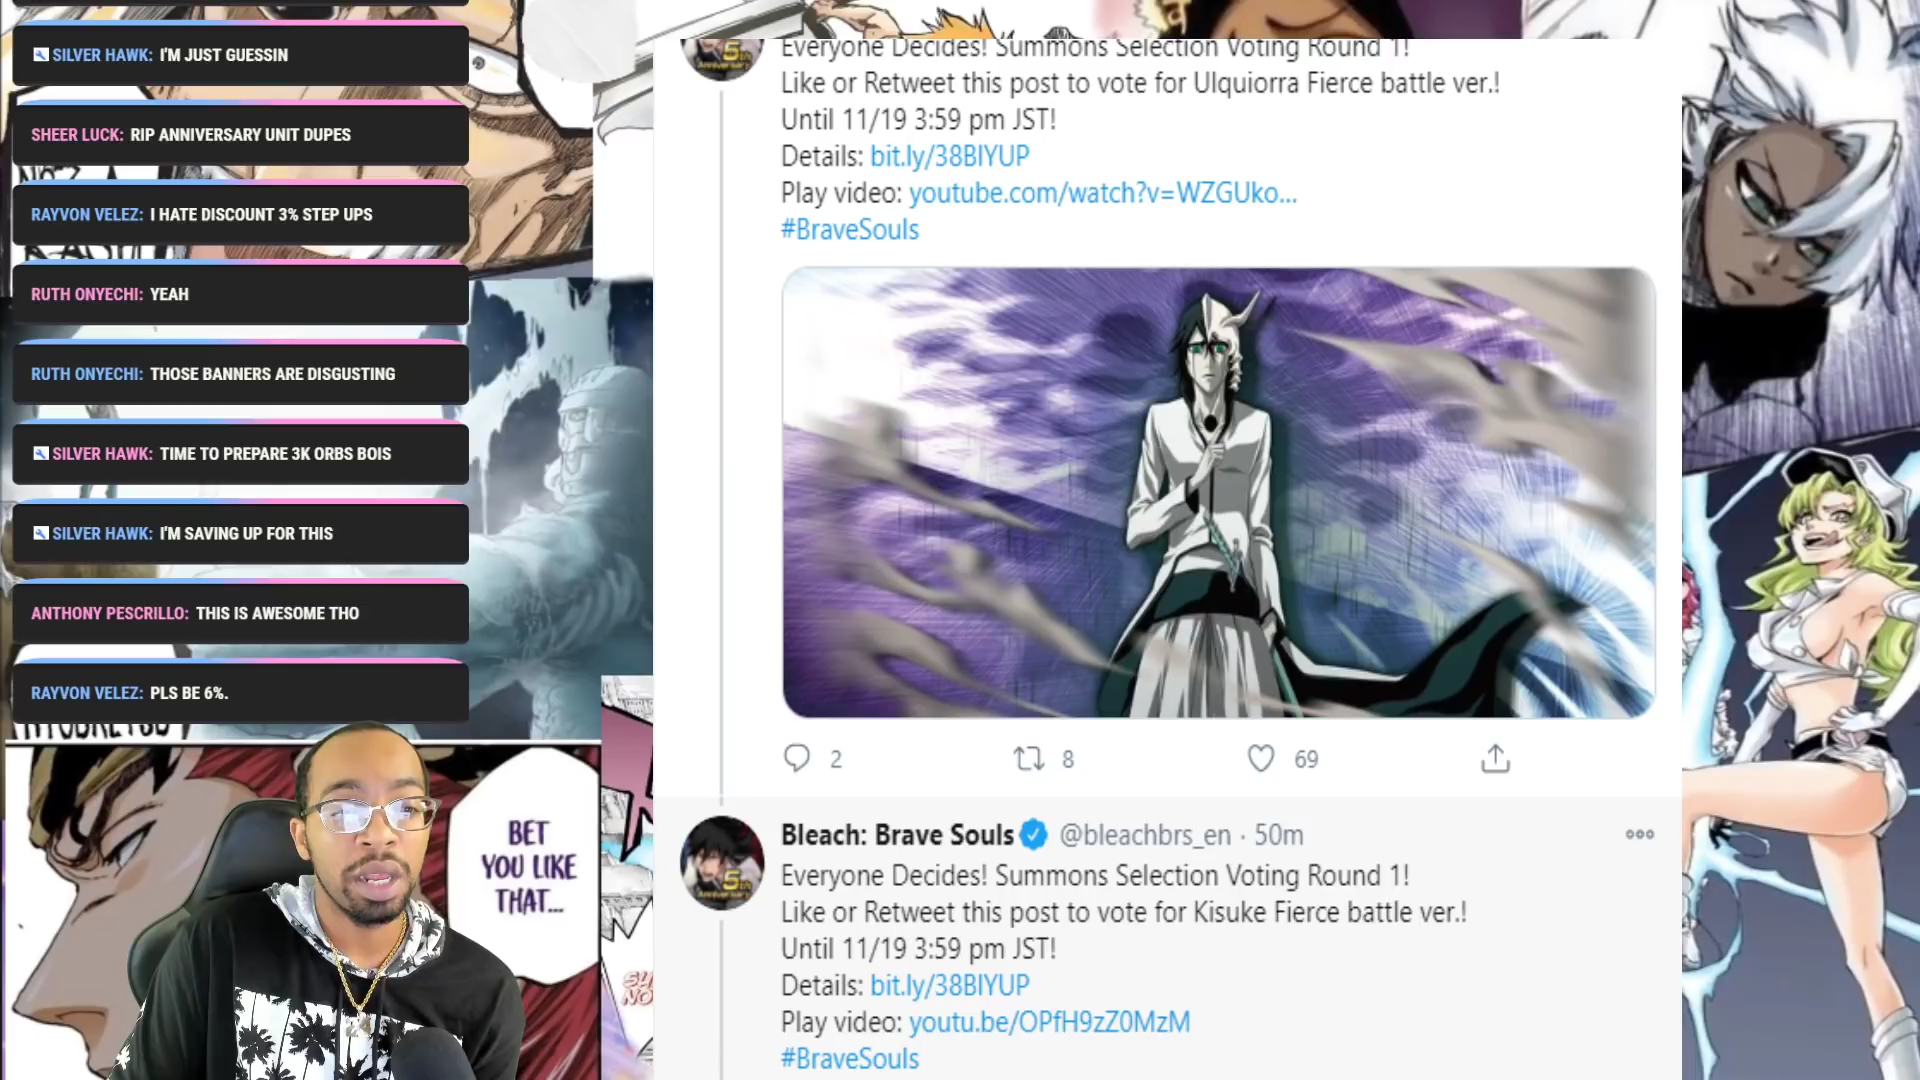 SILVER HAWK: I'M JUST GUESSIN
SHEER LUCK: RIP ANNIVERSARY UNIT DUPES
RAYVON VELEZ: I HATE DISCOUNT 3% STEP UPS
RUTH ONYECHI: YEAH
RUTH ONYECHI: THOSE BANNERS ARE DISGUSTING
SILVER HAWK: TIME TO PREPARE 3K ORBS BOIS
SILVER HAWK: I'M SAVING UP FOR THIS
ANTHONY PESCRILLO: THIS IS AWESOME THO
RAYVON VELEZ: PLS BE 6%.
BET
YOU LIKE
THAT...
Everyone Decides! Summons Selection Voting Round 1!
Like or Retweet this post to vote for Ulquiorra Fierce battle ver.!
Until 11/19 3:59 pm JST!
Details: bit.ly/38BIYUP
Play video: youtube.com/watch?v=WZGUko...
#BraveSouls
2 8 69
Bleach: Brave Souls @bleachbrs_en · 50m
5th
Anniversary
Everyone Decides! Summons Selection Voting Round 1!
Like or Retweet this post to vote for Kisuke Fierce battle ver.!
Until 11/19 3:59 pm JST!
Details: bit.ly/38BIYUP
Play video: youtu.be/OPfH9zZ0MzM
#BraveSouls